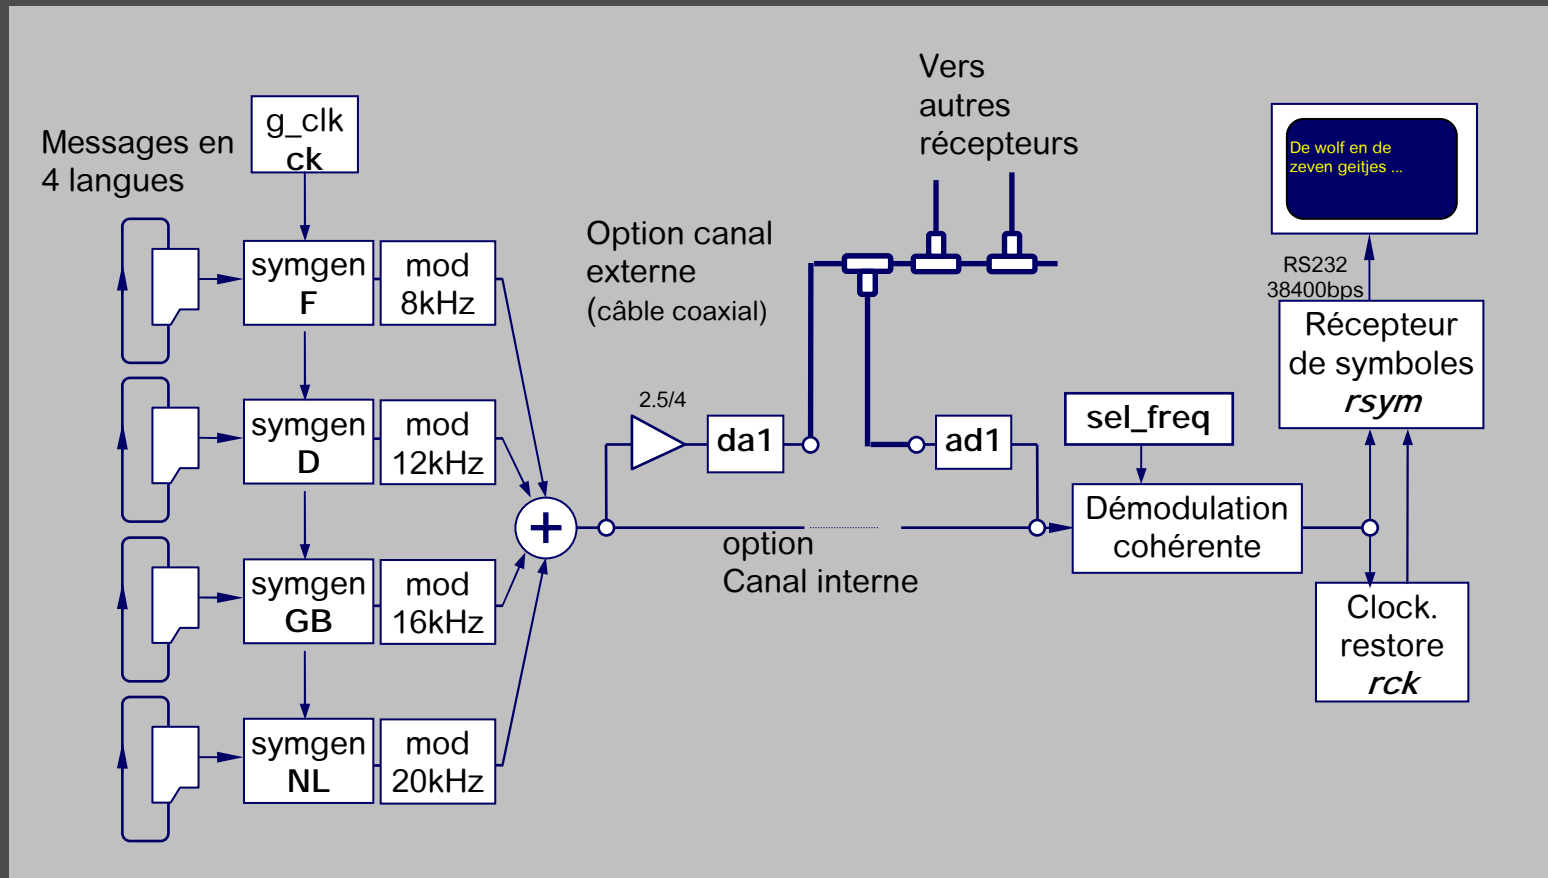 Messages en
4 langues
g_clk
ck
symgen
F
mod
8kHz
symgen
D
mod
12kHz
symgen
GB
mod
16kHz
symgen
NL
mod
20kHz
+
Option canal
externe
(câble coaxial)
2.5/4
da1
Vers
autres
récepteurs
ad1
option
Canal interne
sel_freq
Démodulation
cohérente
De wolf en de
zeven geitjes ...
RS232
38400bps
Récepteur
de symboles
rsym
Clock.
restore
rck